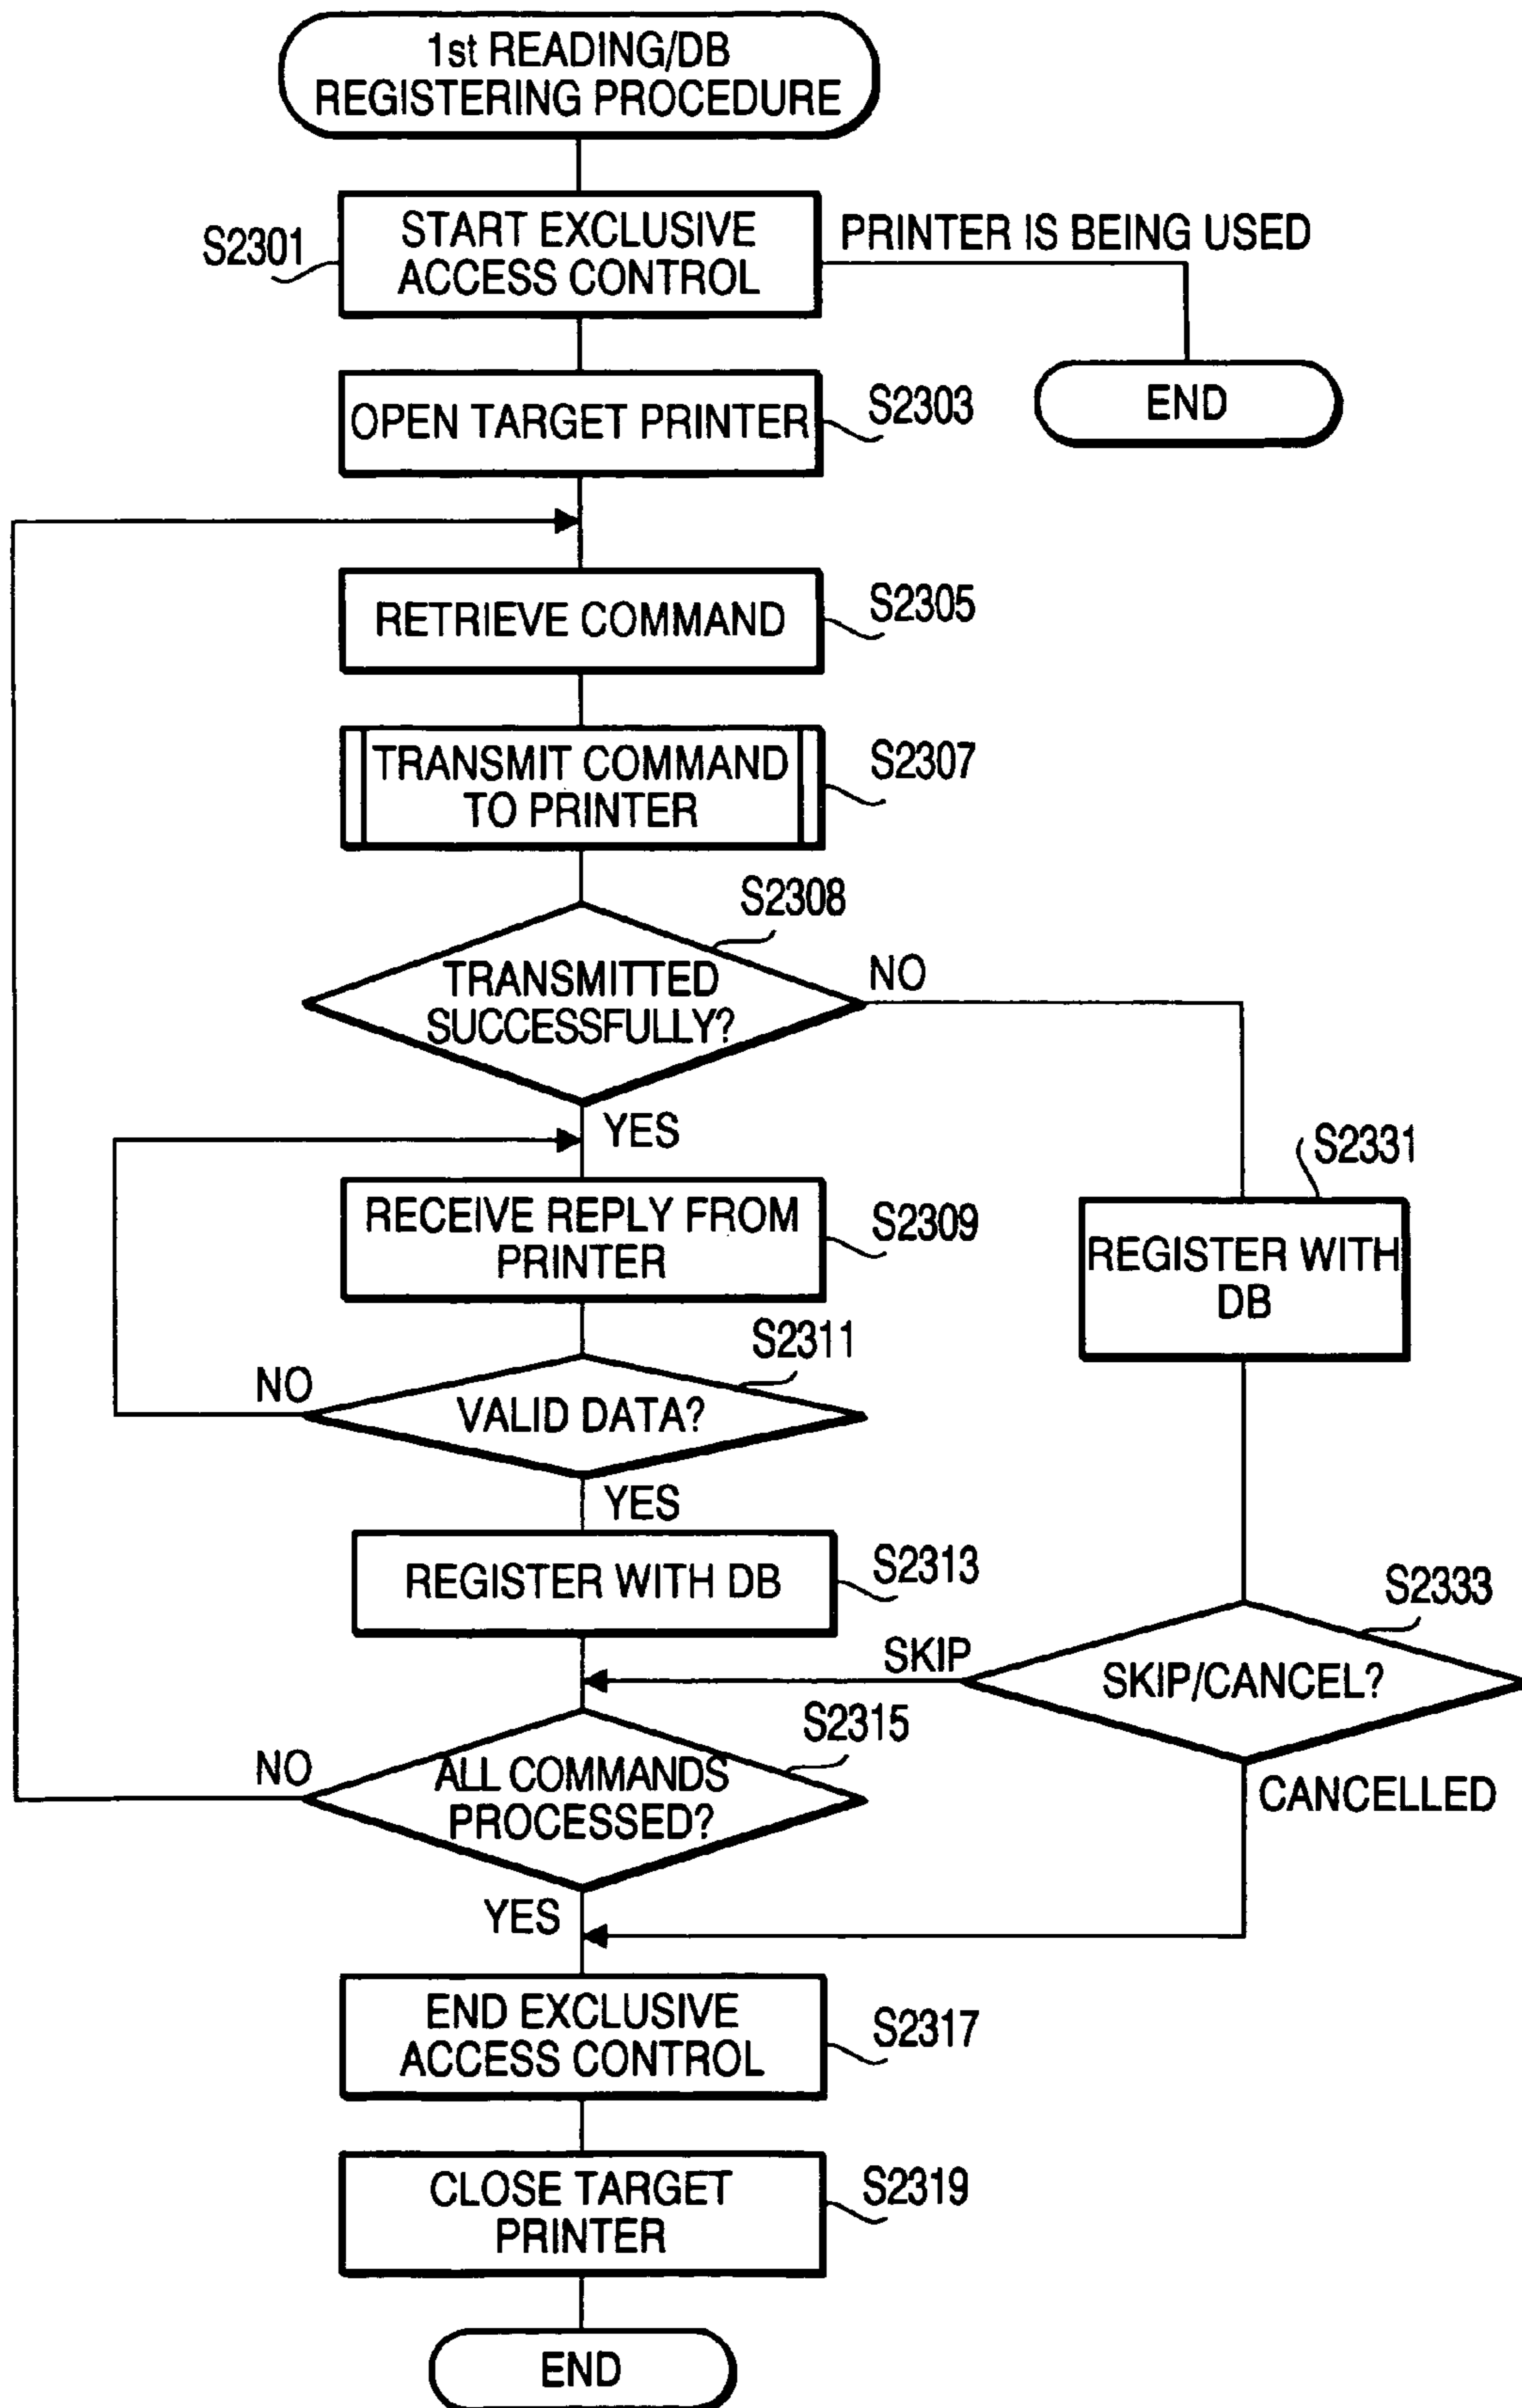 1st READING/DB
REGISTERING PROCEDURE
S2301
START EXCLUSIVE
ACCESS CONTROL
PRINTER IS BEING USED
END
OPEN TARGET PRINTER
S2303
RETRIEVE COMMAND
S2305
TRANSMIT COMMAND
TO PRINTER
S2307
S2308
TRANSMITTED
SUCCESSFULLY?
NO
YES
RECEIVE REPLY FROM
PRINTER
S2309
S2331
REGISTER WITH
DB
S2311
NO
VALID DATA?
YES
REGISTER WITH DB
S2313
S2333
SKIP
SKIP/CANCEL?
S2315
NO
ALL COMMANDS
PROCESSED?
CANCELLED
YES
END EXCLUSIVE
ACCESS CONTROL
S2317
CLOSE TARGET
PRINTER
S2319
END